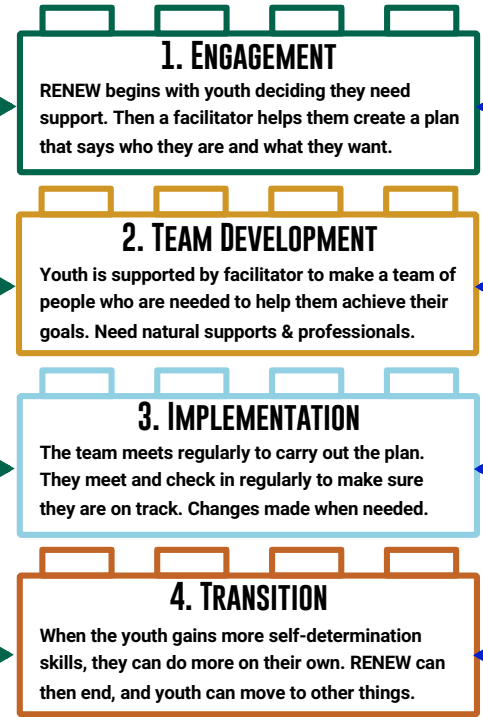 1. Engagement
RENEW begins with youth deciding they need
support. Then a facilitator helps them create a plan
that says who they are and what they want.
2. Team Development
Youth is supported by facilitator to make a team of
people who are needed to help them achieve their
goals. Need natural supports & professionals.
3. Implementation
The team meets regularly to carry out the plan.
They meet and check in regularly to make sure
they are on track. Changes made when needed.
4. Transition
When the youth gains more self-determination
skills, they can do more on their own. RENEW can
then end, and youth can move to other things.